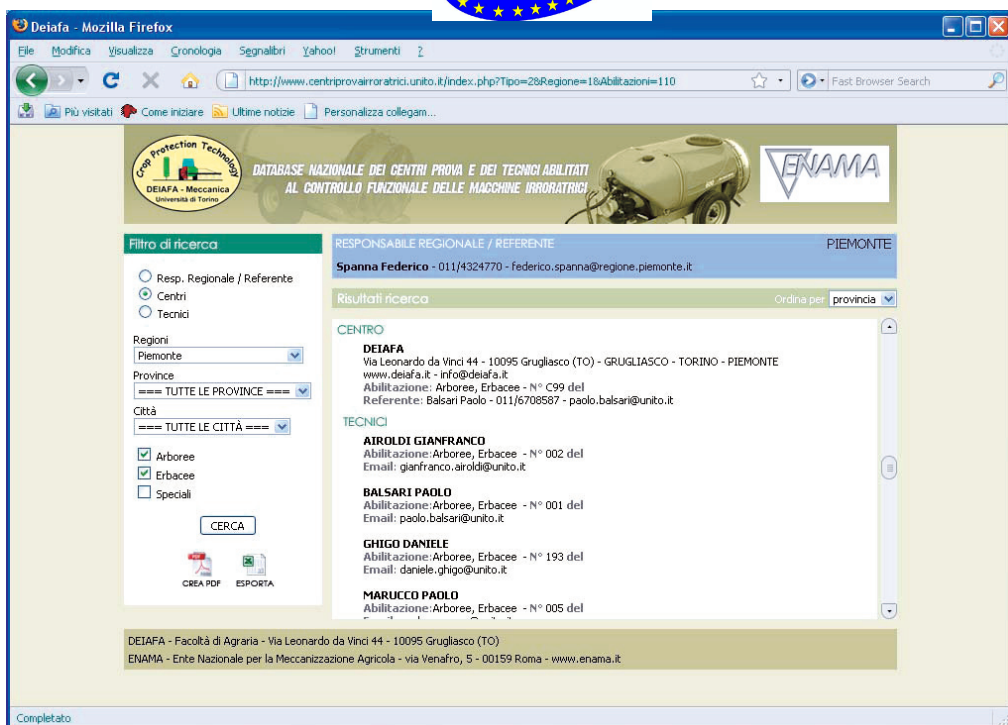 Deiafa - Mozilla Firefox
File Modifica Visualizza Cronologia Segnalibri Yahoo! Strumenti ?
http://www.centriprovairroratrici.unito.it/index.php?Tipo=2&Regione=1&Abilitazioni=110
Fast Browser Search
Più visitati Come iniziare Ultime notizie Personalizza collegam...
Crop Protection Technology
DEIAFA - Meccanica
Università di Torino
DATABASE NAZIONALE DEI CENTRI PROVA E DEI TECNICI ABILITATI
AL CONTROLLO FUNZIONALE DELLE MACCHINE IRRORATRICI
ENAMA
Filtro di ricerca
Resp. Regionale / Referente
Centri
Tecnici
Regioni
Piemonte
Province
=== TUTTE LE PROVINCE ===
Città
=== TUTTE LE CITTÀ ===
Arboree
Erbacee
Speciali
CERCA
CREA PDF ESPORTA
RESPONSABILE REGIONALE / REFERENTE PIEMONTE
Spanna Federico - 011/4324770 - federico.spanna@regione.piemonte.it
Risultati ricerca Ordina per provincia
CENTRO
DEIAFA
Via Leonardo da Vinci 44 - 10095 Grugliasco (TO) - GRUGLIASCO - TORINO - PIEMONTE
www.deiafa.it - info@deiafa.it
Abilitazione: Arboree, Erbacee - N° C99 del
Referente: Balsari Paolo - 011/6708587 - paolo.balsari@unito.it
TECNICI
AIROLDI GIANFRANCO
Abilitazione:Arboree, Erbacee - N° 002 del
Email: gianfranco.airoldi@unito.it
BALSARI PAOLO
Abilitazione:Arboree, Erbacee - N° 001 del
Email: paolo.balsari@unito.it
GHIGO DANIELE
Abilitazione:Arboree, Erbacee - N° 193 del
Email: daniele.ghigo@unito.it
MARUCCO PAOLO
Abilitazione:Arboree, Erbacee - N° 005 del
DEIAFA - Facoltà di Agraria - Via Leonardo da Vinci 44 - 10095 Grugliasco (TO)
ENAMA - Ente Nazionale per la Meccanizzazione Agricola - via Venafro, 5 - 00159 Roma - www.enama.it
Completato